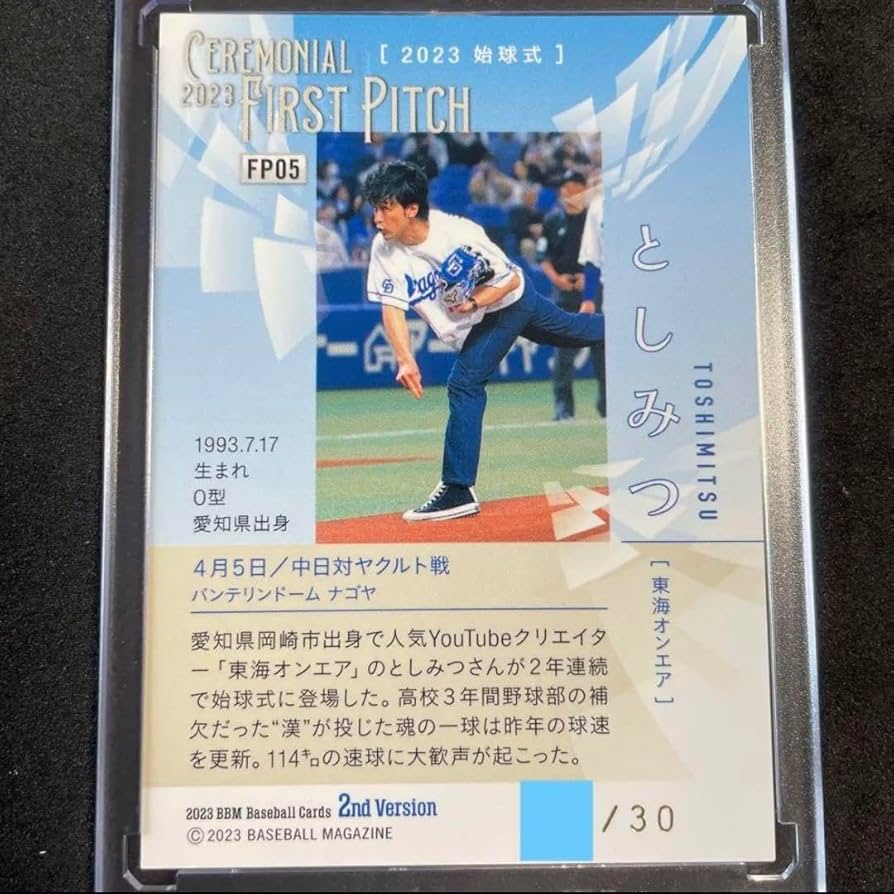 CEREMONIAL
2023 FIRST PITCH
[ 2023 始球式 ]
FP05
としみつ
TOSHIMITSU
[ 東海オンエア ]
1993.7.17
生まれ
O型
愛知県出身
4月5日／中日対ヤクルト戦
バンテリンドーム ナゴヤ
愛知県岡崎市出身で人気YouTubeクリエイタ
ー「東海オンエア」のとしみつさんが2年連続
で始球式に登場した。高校3年間野球部の補
欠だった“漢”が投じた魂の一球は昨年の球速
を更新。114㌔の速球に大歓声が起こった。
2023 BBM Baseball Cards 2nd Version
©2023 BASEBALL MAGAZINE
/30